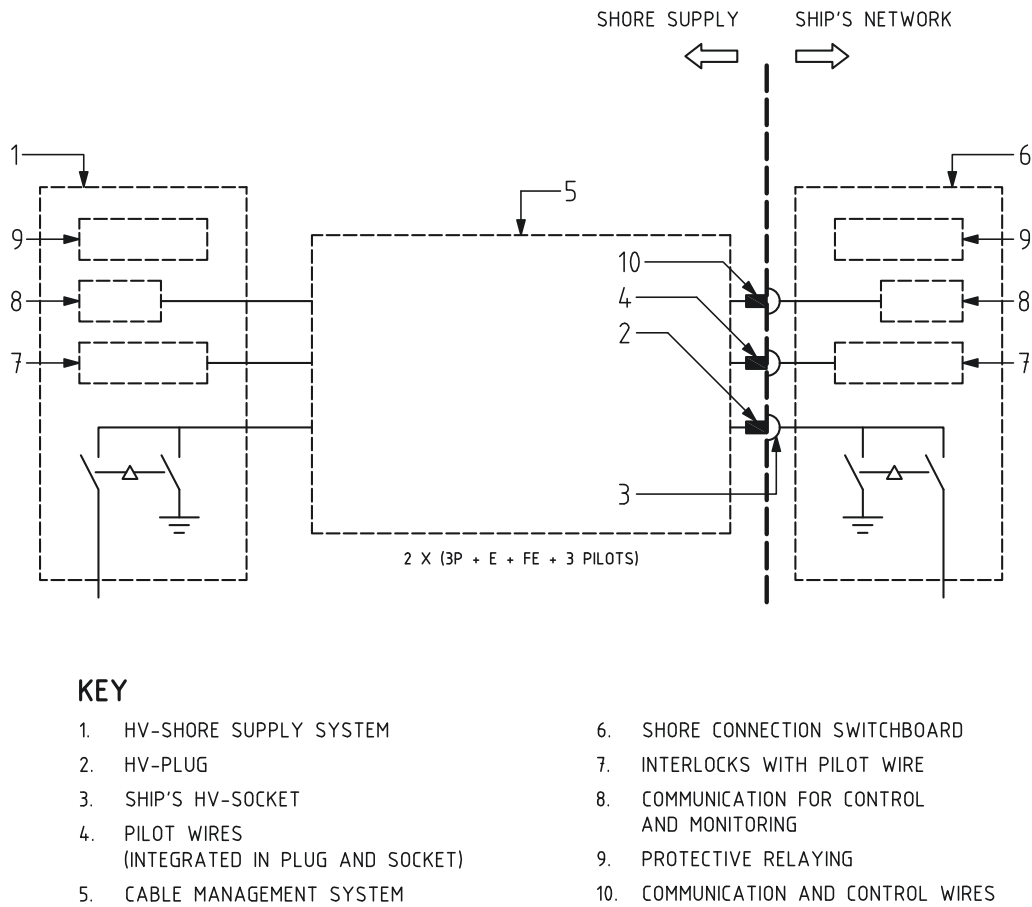 SHORE SUPPLY SHIP'S NETWORK
1 6
5
9 9
10
8 8
4
2
7 7
3
2 X (3P + E + FE + 3 PILOTS)
KEY
1. HV-SHORE SUPPLY SYSTEM
2. HV-PLUG
3. SHIP'S HV-SOCKET
4. PILOT WIRES
(INTEGRATED IN PLUG AND SOCKET)
5. CABLE MANAGEMENT SYSTEM
6. SHORE CONNECTION SWITCHBOARD
7. INTERLOCKS WITH PILOT WIRE
8. COMMUNICATION FOR CONTROL
AND MONITORING
9. PROTECTIVE RELAYING
10. COMMUNICATION AND CONTROL WIRES